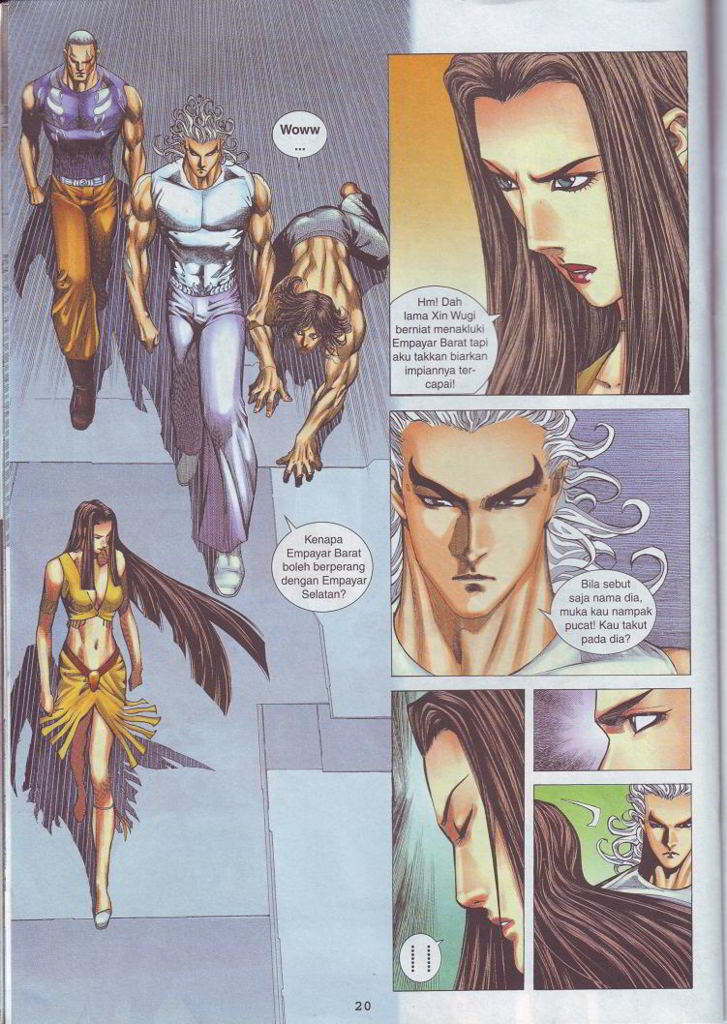 Woww
...
Kenapa
Empayar Barat
boleh berperang
dengan Empayar
Selatan?
Hm! Dah
lama Xin Wugi
berniat menakluki
Empayar Barat tapi
aku takkan biarkan
impiannya ter-
capai!
Bila sebut
saja nama dia,
muka kau nampak
pucat! Kau takut
pada dia?
20